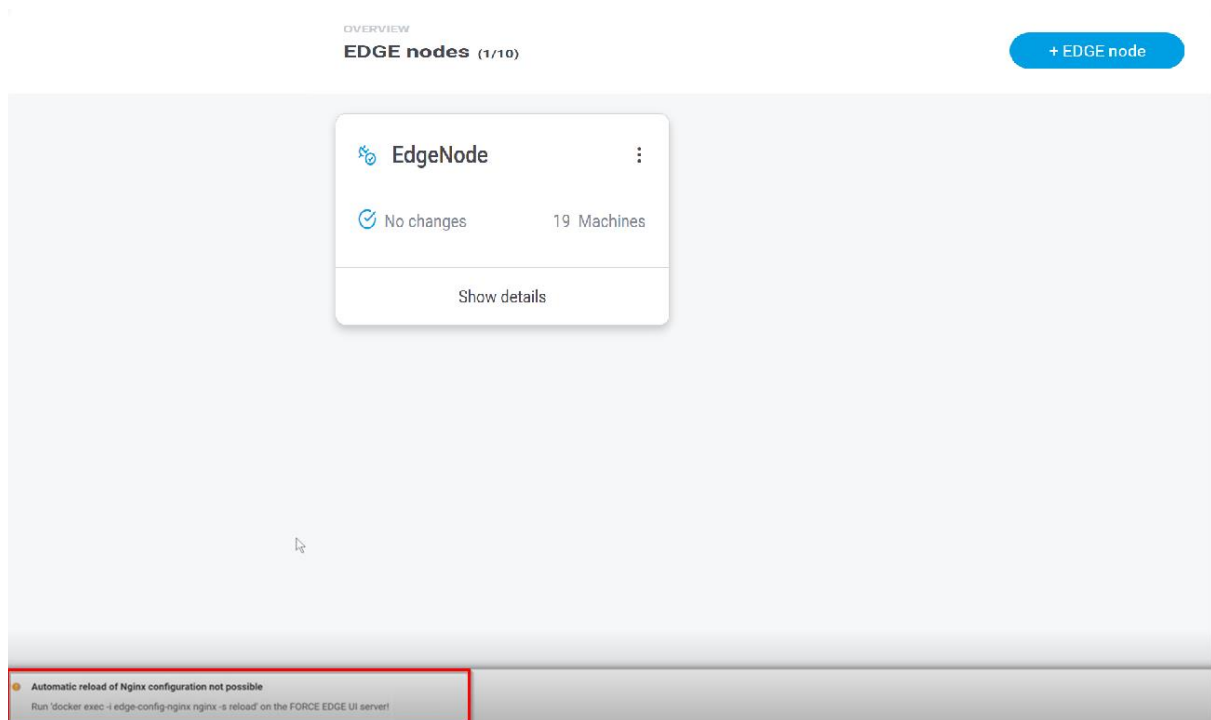 OVERVIEW
EDGE nodes (1/10)
+ EDGE node
EdgeNode
No changes 19 Machines
Show details
Automatic reload of Nginx configuration not possible
Run 'docker exec -i edge-config-nginx nginx -s reload' on the FORCE EDGE UI server!